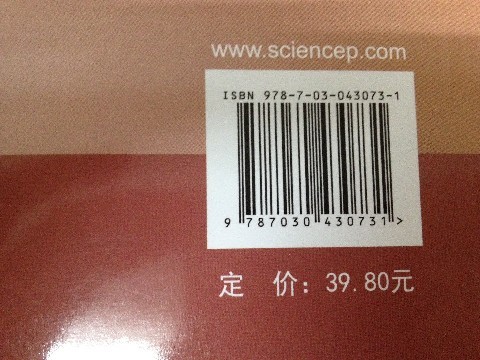 www.sciencep.com
ISBN 978-7-03-043073-1
9 787030 430731 >
定 价：39.80元